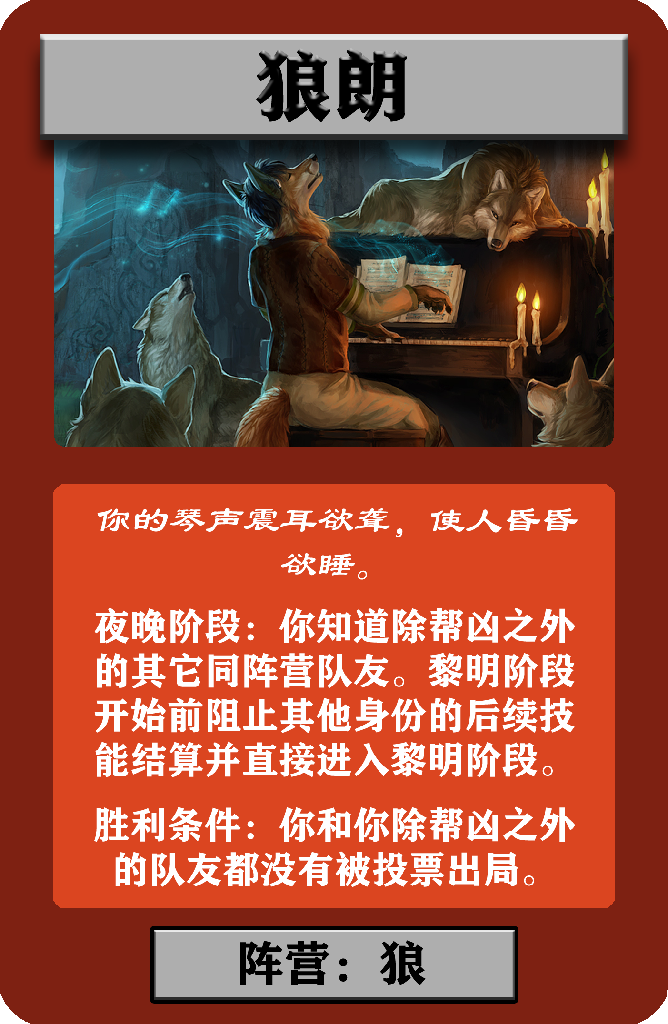 狼朗
你的琴声震耳欲聋，使人昏昏
欲睡。
夜晚阶段：你知道除帮凶之外
的其它同阵营队友。黎明阶段
开始前阻止其他身份的后续技
能结算并直接进入黎明阶段。
胜利条件：你和你除帮凶之外
的队友都没有被投票出局。
阵营：狼